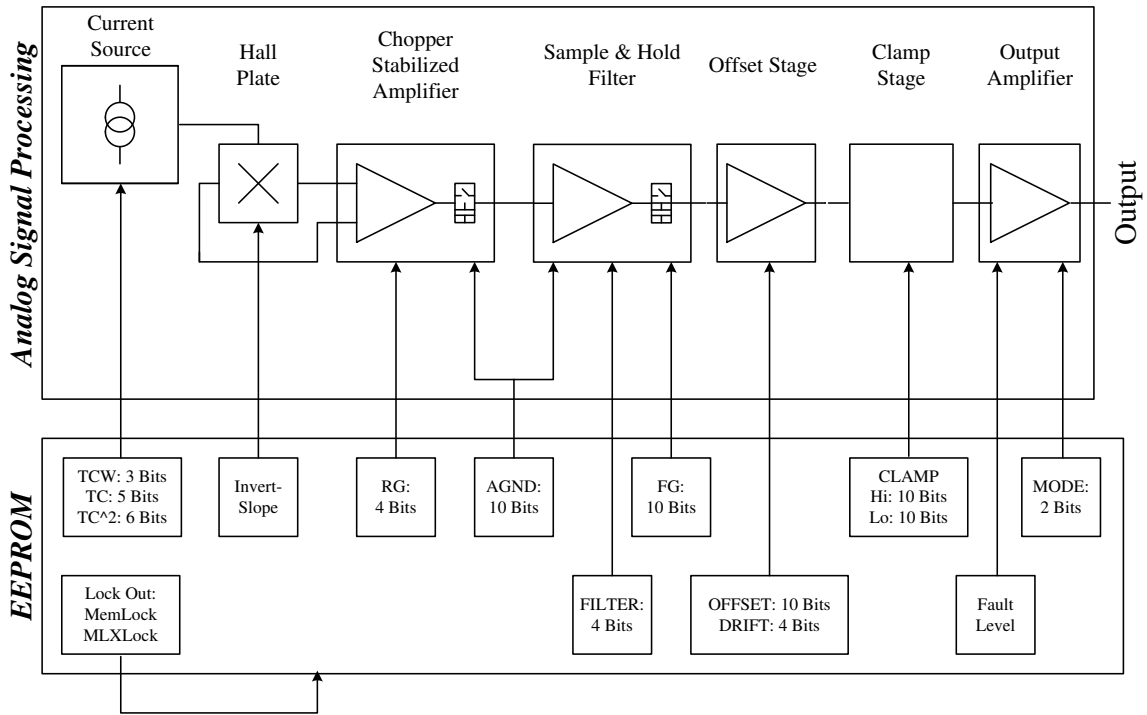 Analog Signal Processing
Current
Source
Hall
Plate
Chopper
Stabilized
Amplifier
Sample & Hold
Filter
Offset Stage
Clamp
Stage
Output
Amplifier
Output
EEPROM
TCW: 3 Bits
TC: 5 Bits
TC^2: 6 Bits
Invert-
Slope
RG:
4 Bits
AGND:
10 Bits
FG:
10 Bits
CLAMP
Hi: 10 Bits
Lo: 10 Bits
MODE:
2 Bits
Lock Out:
MemLock
MLXLock
FILTER:
4 Bits
OFFSET: 10 Bits
DRIFT: 4 Bits
Fault
Level